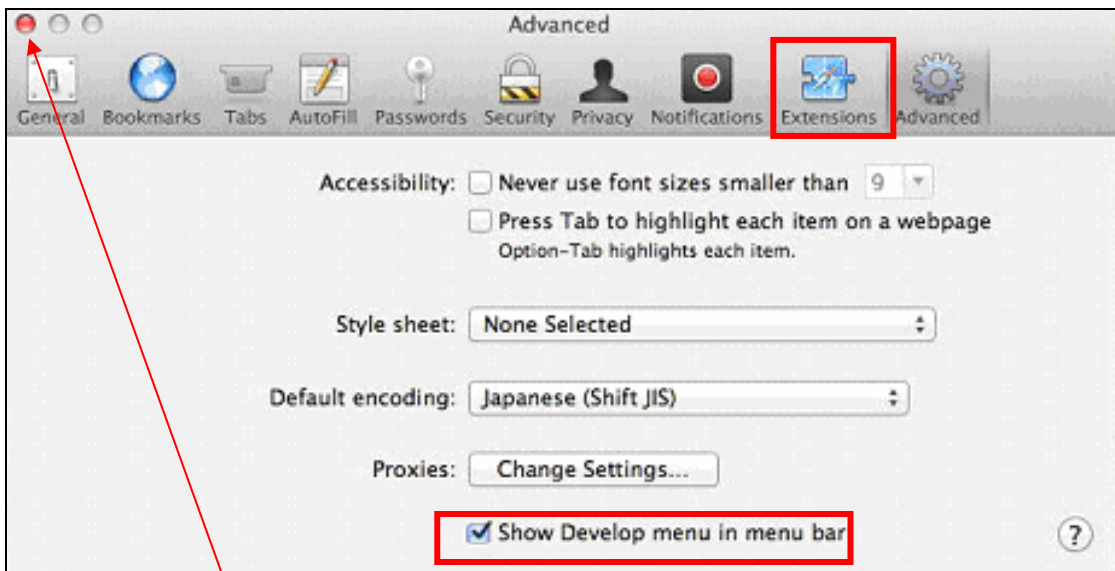 Advanced
General Bookmarks Tabs AutoFill Passwords Security Privacy Notifications Extensions Advanced
Accessibility: Never use font sizes smaller than 9
Press Tab to highlight each item on a webpage
Option-Tab highlights each item.
Style sheet: None Selected
Default encoding: Japanese (Shift JIS)
Proxies: Change Settings...
Show Develop menu in menu bar ?